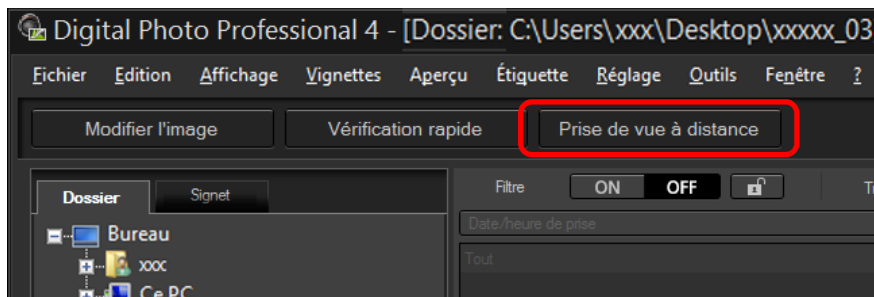 Digital Photo Professional 4 - [Dossier: C:\Users\xxx\Desktop\xxxxx_03
Fichier Edition Affichage Vignettes Aperçu Étiquette Réglage Outils Fenêtre ?
Modifier l'image Vérification rapide Prise de vue à distance
Dossier Signet Filtre ON OFF
Date/heure de prise
Bureau
Tout
xxx
Ce PC